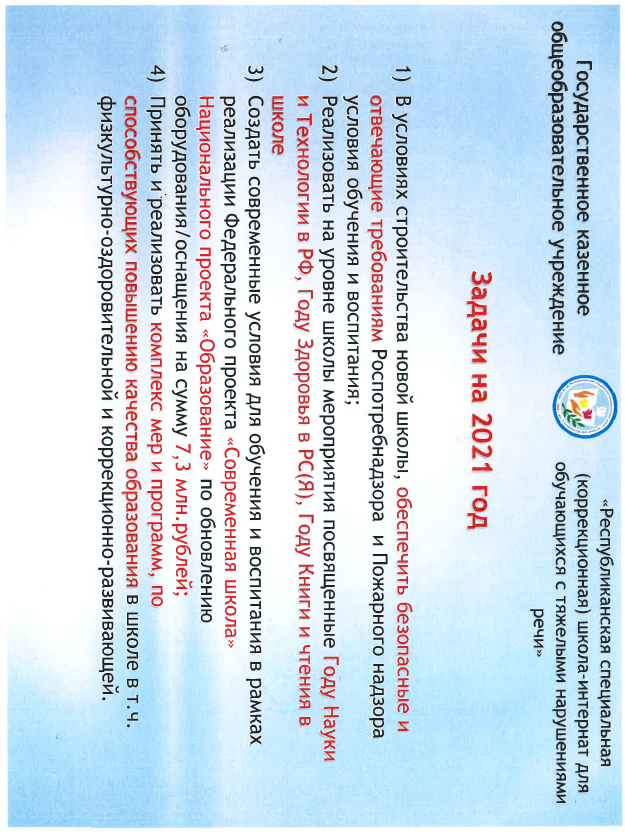 Государственное казенное
общеобразовательное учреждение
«Республиканская специальная
(коррекционная) школа-интернат для
обучающихся с тяжелыми нарушениями
речи»
Задачи на 2021 год
1) В условиях строительства новой школы, обеспечить безопасные и
отвечающие требованиям Роспотребнадзора и Пожарного надзора
условия обучения и воспитания;
2) Реализовать на уровне школы мероприятия посвященные Году Науки
и Технологии в РФ, Году Здоровья в РС(Я), Году Книги и чтения в
школе
3) Создать современные условия для обучения и воспитания в рамках
реализации Федерального проекта «Современная школа»
Национального проекта «Образование» по обновлению
оборудования/оснащения на сумму 7,3 млн.рублей;
4) Принять и реализовать комплекс мер и программ, по
способствующих повышению качества образования в школе в т.ч.
физкультурно-оздоровительной и коррекционно-развивающей.